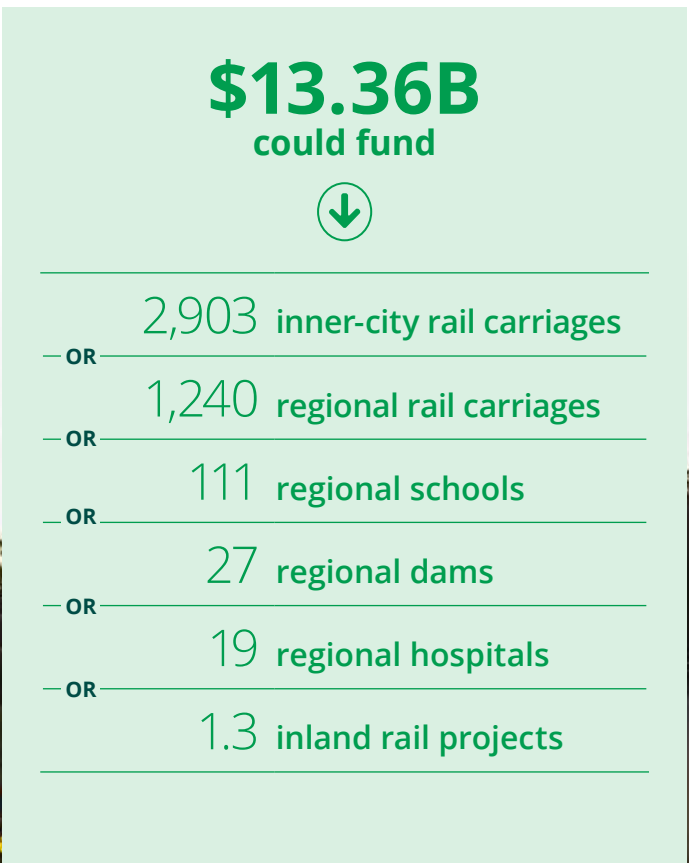 $13.36B
could fund
2,903 inner-city rail carriages
OR
1,240 regional rail carriages
OR
111 regional schools
OR
27 regional dams
OR
19 regional hospitals
OR
1.3 inland rail projects